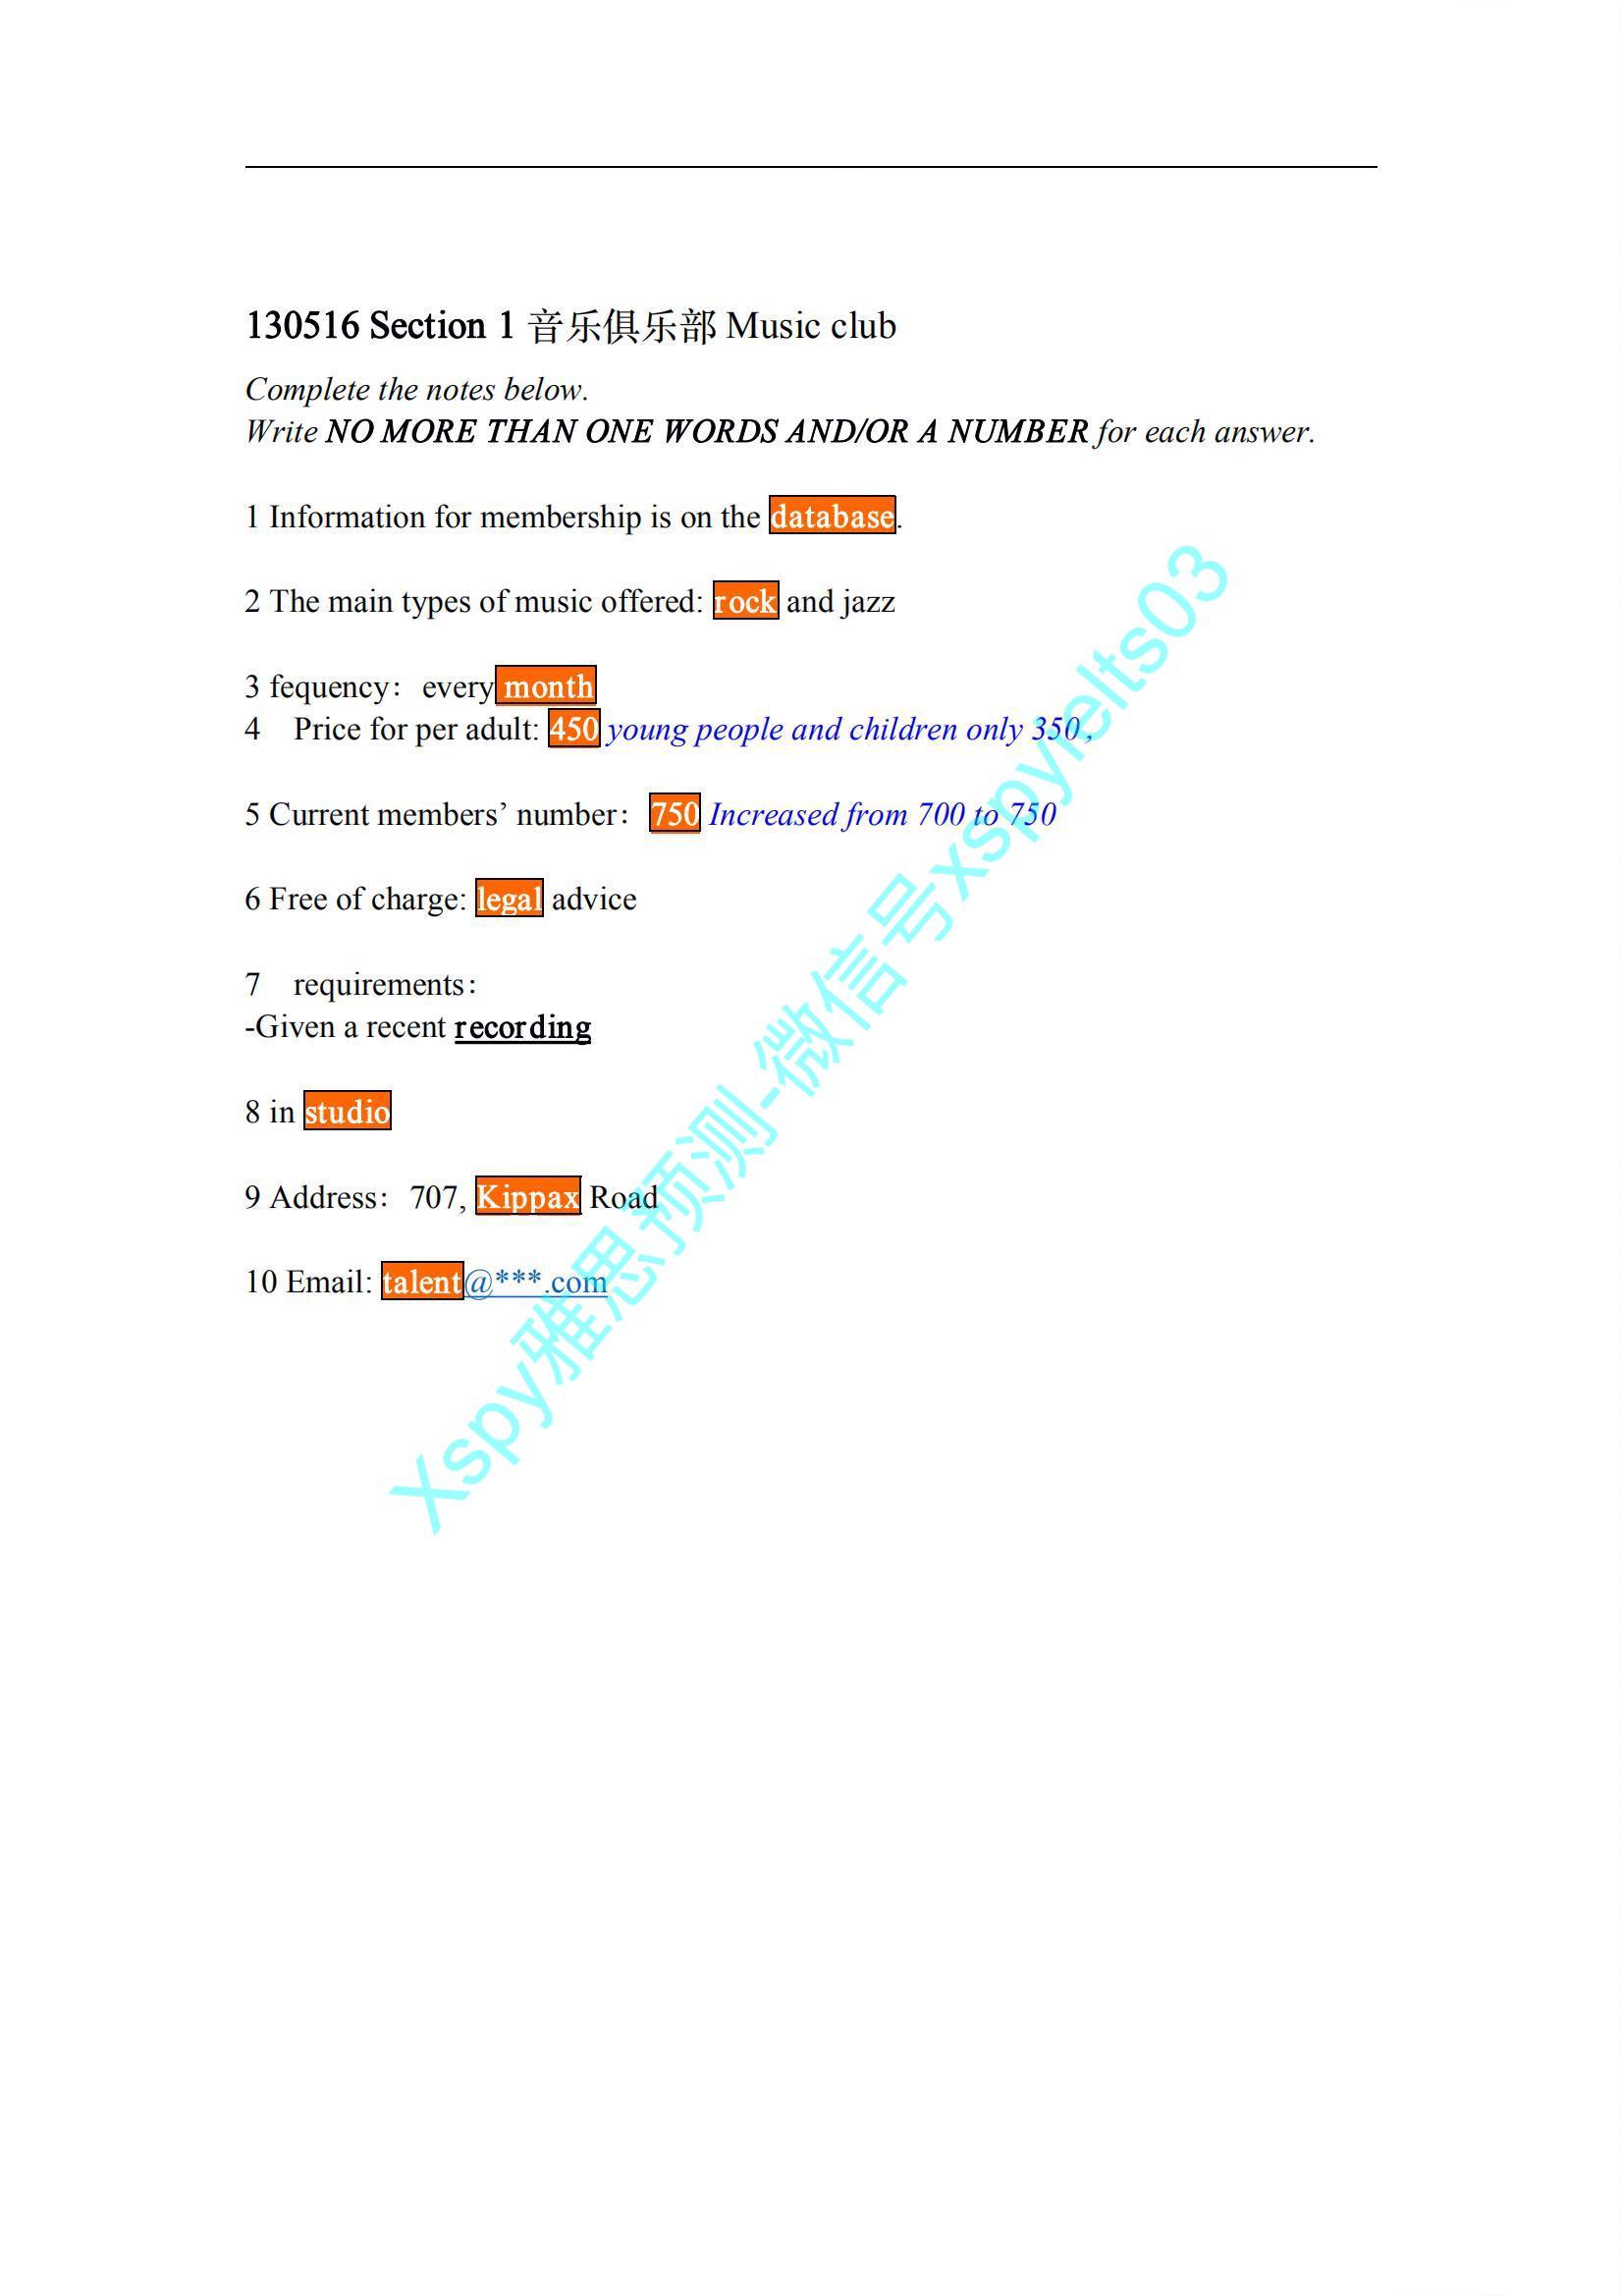 130516 Section 1 音乐俱乐部 Music club
Complete the notes below.
Write NO MORE THAN ONE WORDS AND/OR A NUMBER for each answer.
1 Information for membership is on the database.
2 The main types of music offered: rock and jazz
3 fequency： every month
4 Price for per adult: 450 young people and children only 350 ,
5 Current members’ number： 750 Increased from 700 to 750
6 Free of charge: legal advice
7 requirements：
-Given a recent recording
8 in studio
9 Address： 707, Kippax Road
10 Email: talent@***.com
Xspy雅思预测-微信号xspyielts03